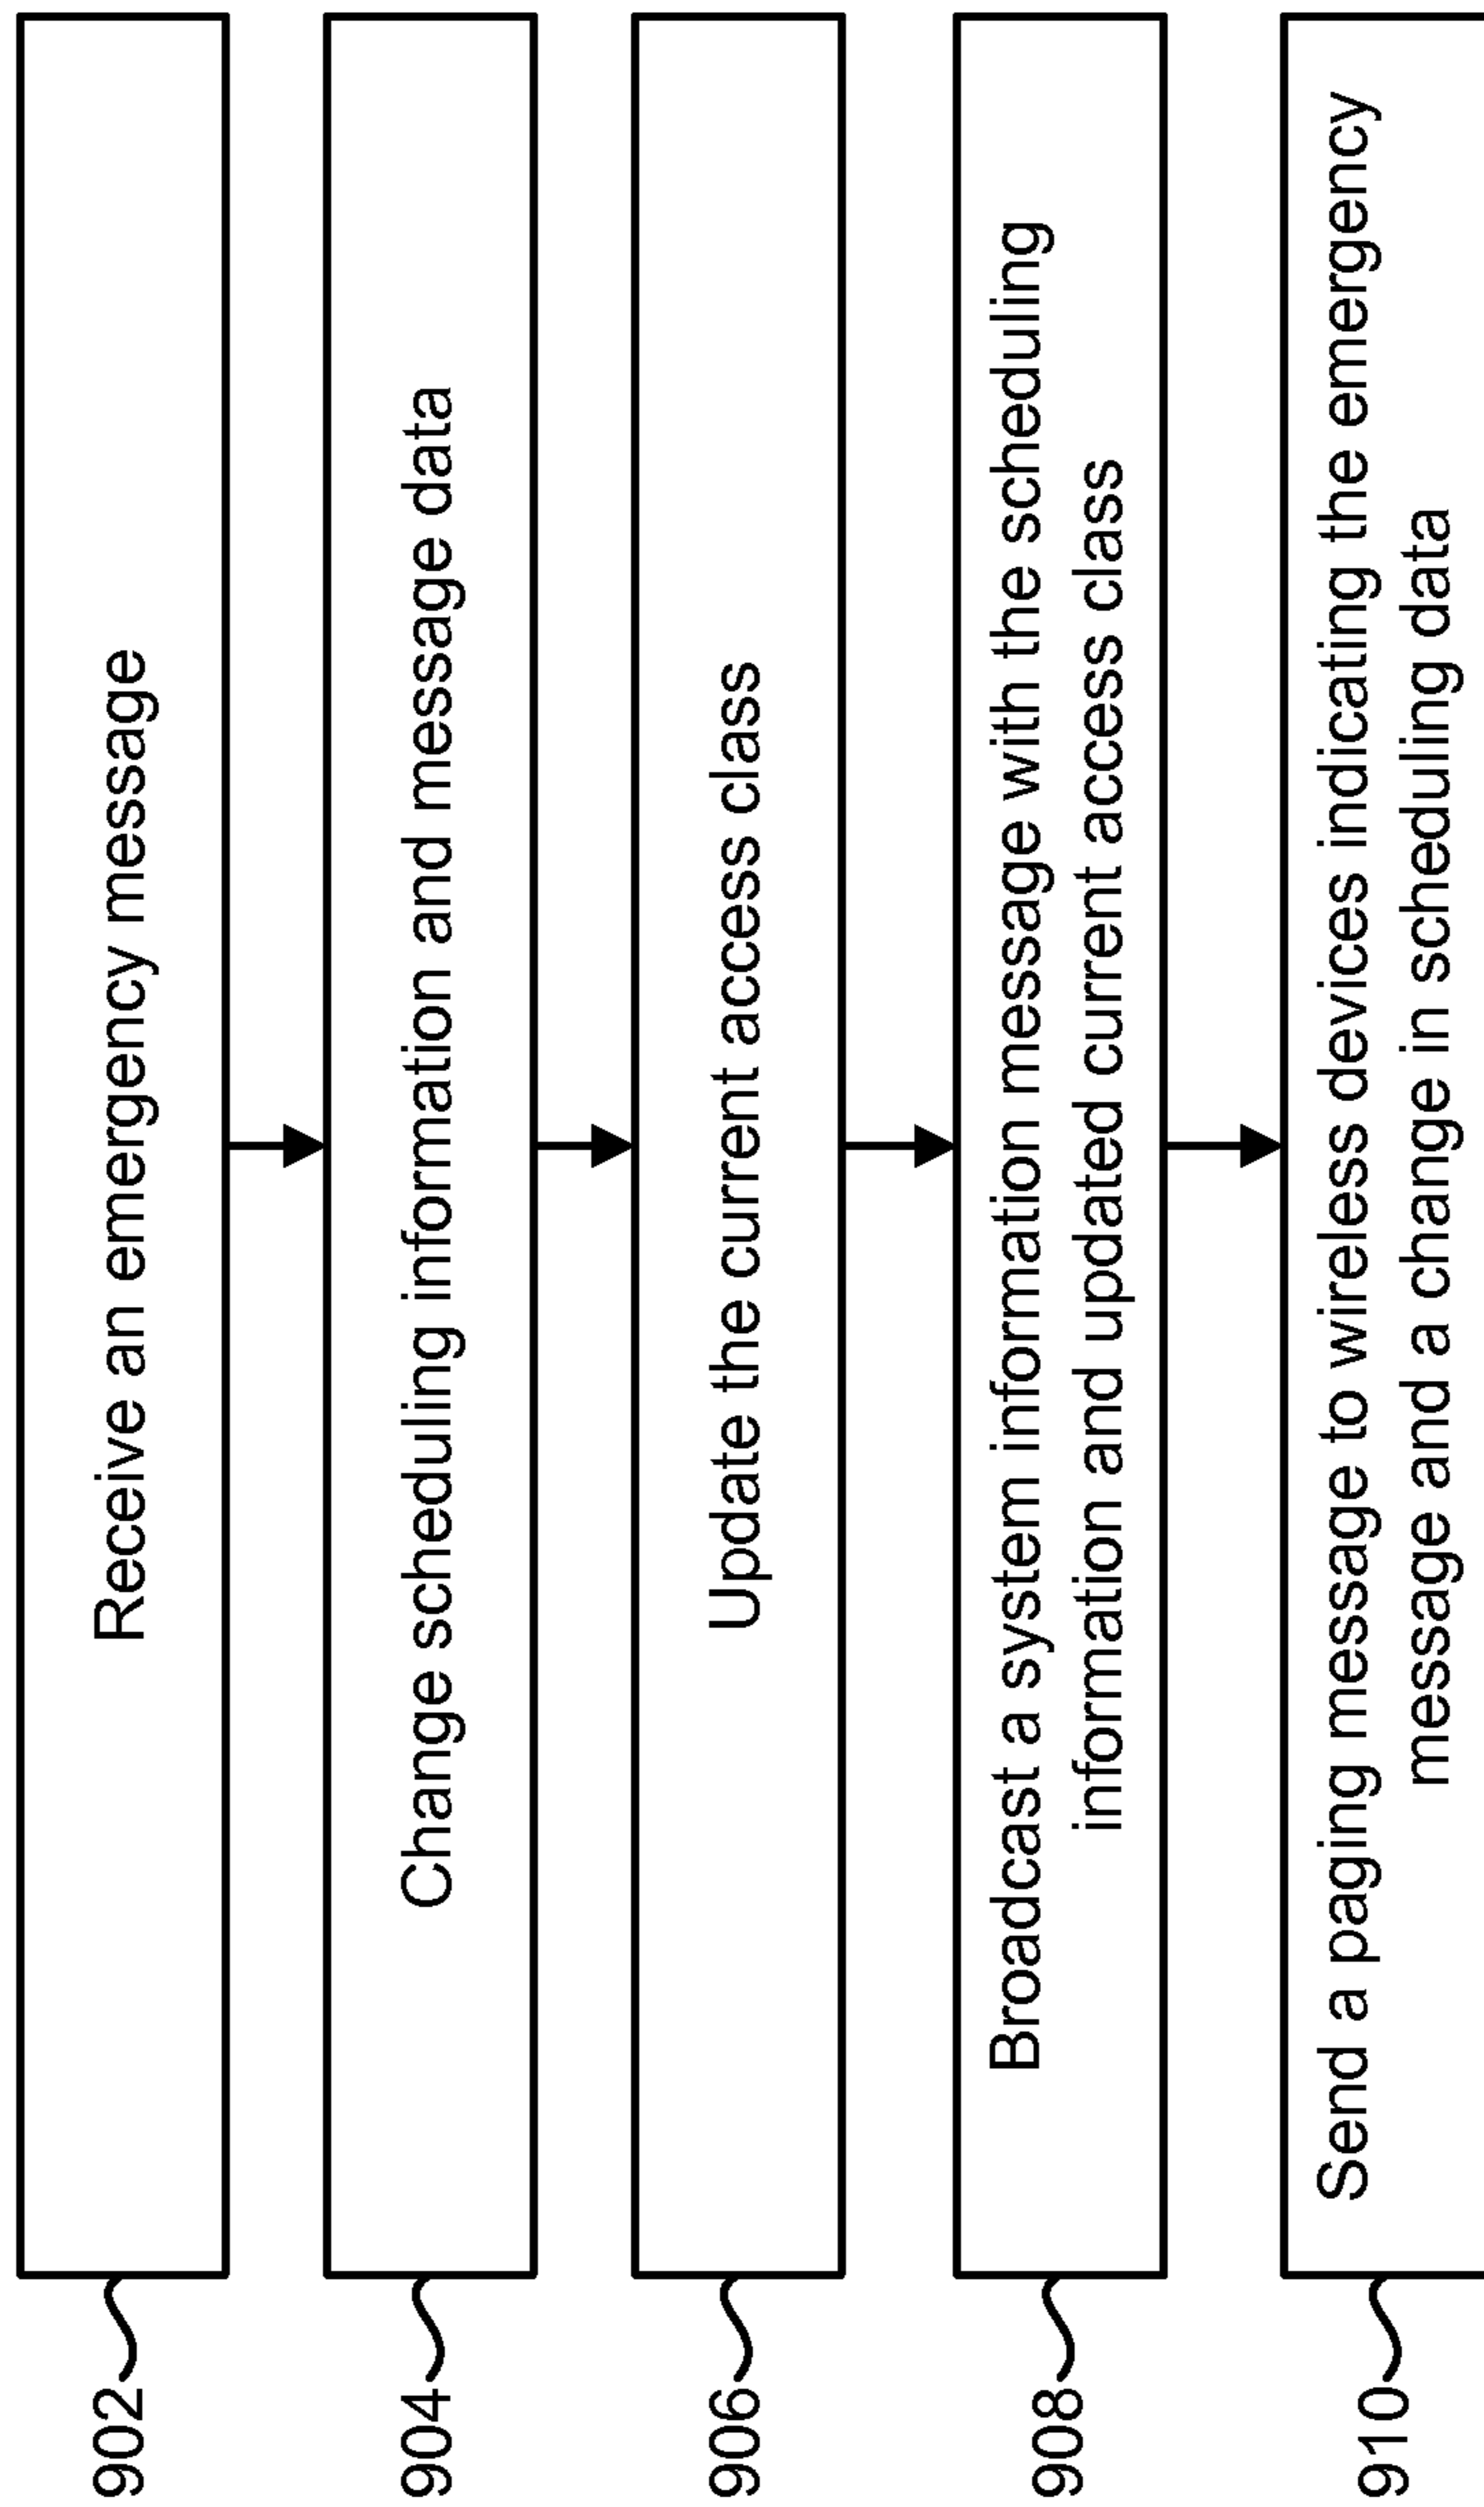 902
Receive an emergency message
904
Change scheduling information and message data
906
Update the current access class
908
Broadcast a system information message with the scheduling
information and updated current access class
910
Send a paging message to wireless devices indicating the emergency
message and a change in scheduling data